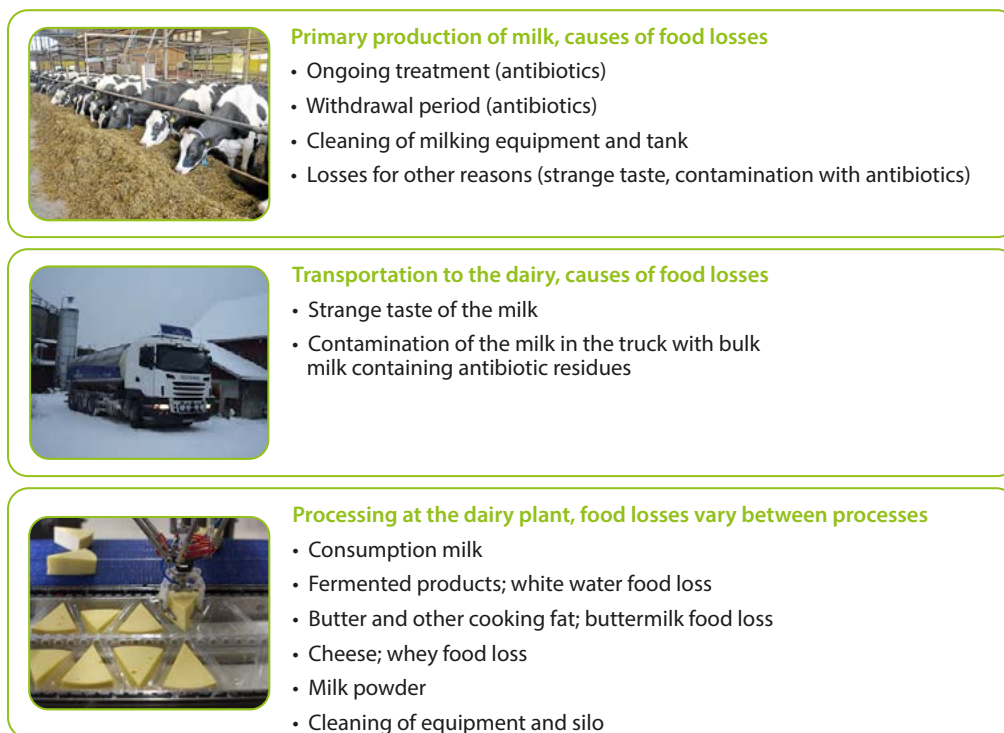 Primary production of milk, causes of food losses
• Ongoing treatment (antibiotics)
• Withdrawal period (antibiotics)
• Cleaning of milking equipment and tank
• Losses for other reasons (strange taste, contamination with antibiotics)
Transportation to the dairy, causes of food losses
• Strange taste of the milk
• Contamination of the milk in the truck with bulk
milk containing antibiotic residues
Processing at the dairy plant, food losses vary between processes
• Consumption milk
• Fermented products; white water food loss
• Butter and other cooking fat; buttermilk food loss
• Cheese; whey food loss
• Milk powder
• Cleaning of equipment and silo